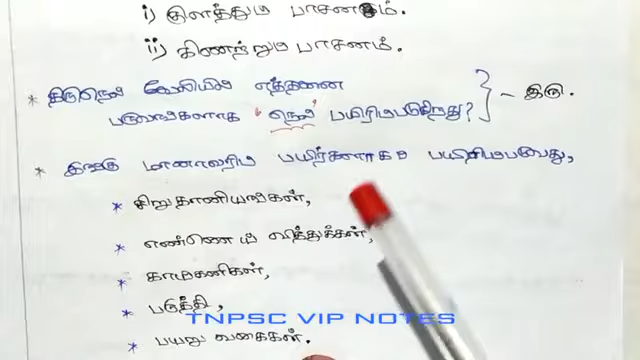 i) குளத்துப் பாசனம்.
ii) கிணற்றுப் பாசனம்.
* திருநெல்வேலியில் எத்தனை
பருவங்களாக "நெல்" பயிரிடப்படுகிறது? } - இரு.
* இங்கு மானாவாரிப் பயிர்களாகப் பயிரிடப்படுவது,
* சிறுதானியங்கள்,
* எண்ணெய் வித்துக்கள்,
* காய்கனிகள்,
* பருத்தி,
TNPSC VIP NOTES
* பயறு வகைகள்.